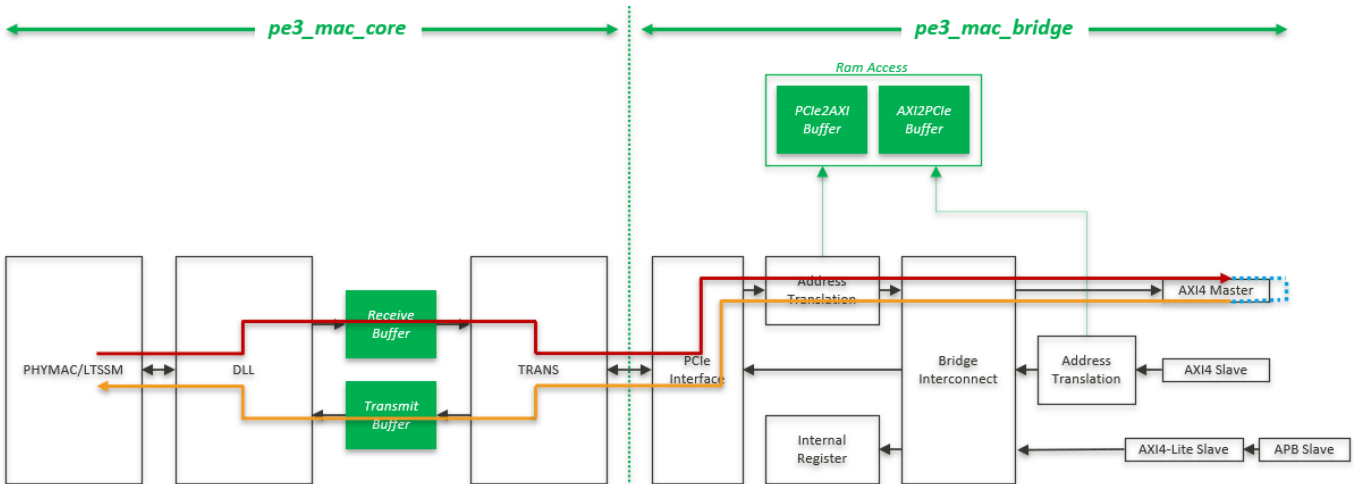 pe3_mac_core
pe3_mac_bridge
Ram Access
PCIe2AXI
Buffer
AXI2PCIe
Buffer
PHYMAC/LTSSM
DLL
Receive
Buffer
Transmit
Buffer
TRANS
PCIe
Interface
Address
Translation
Internal
Register
Bridge
Interconnect
AXI4 Master
Address
Translation
AXI4 Slave
AXI4-Lite Slave
APB Slave